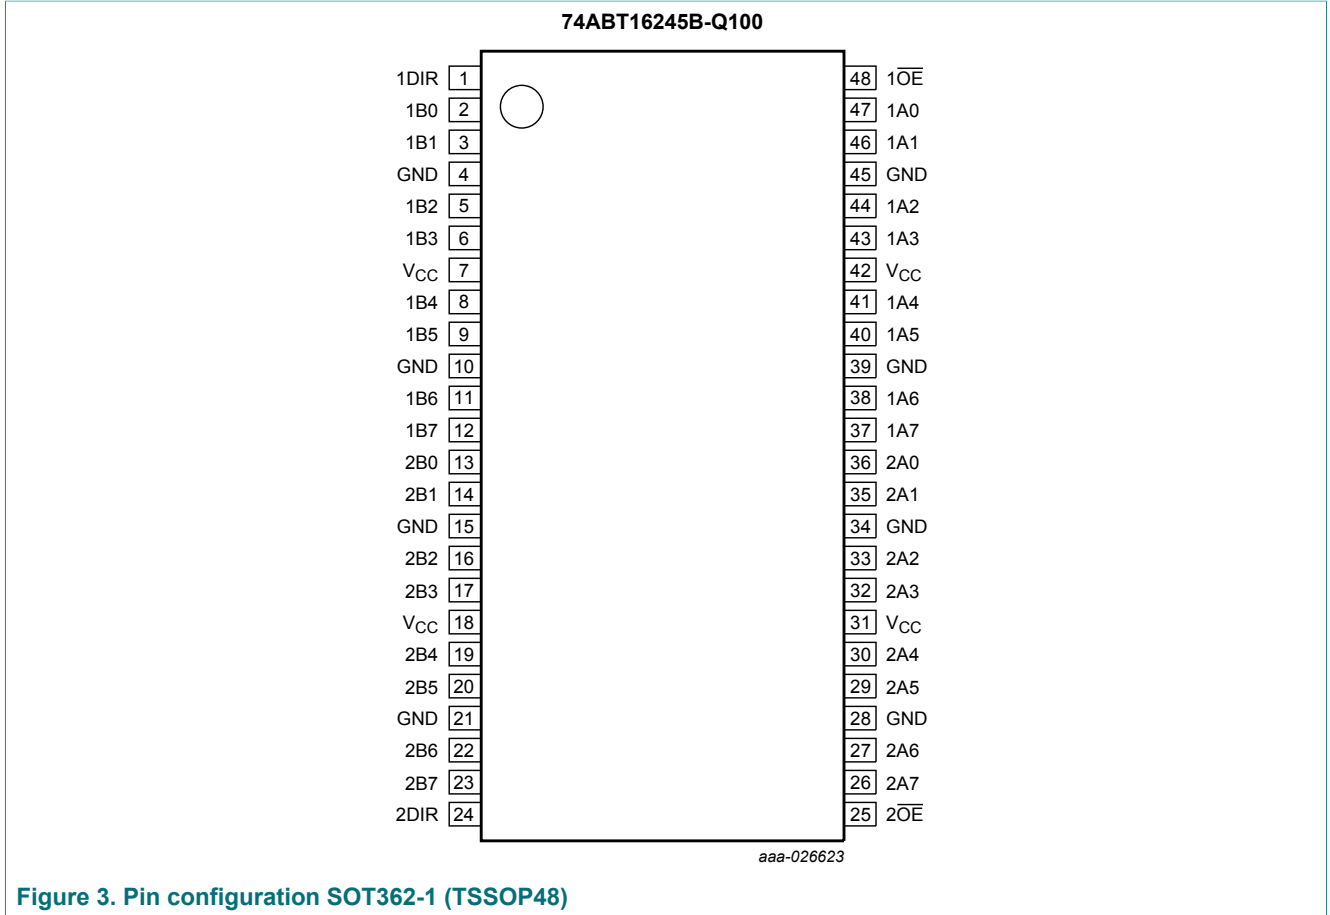 74ABT16245B-Q100
1DIR 1 48 1OE
1B0 2 47 1A0
1B1 3 46 1A1
GND 4 45 GND
1B2 5 44 1A2
1B3 6 43 1A3
VCC 7 42 VCC
1B4 8 41 1A4
1B5 9 40 1A5
GND 10 39 GND
1B6 11 38 1A6
1B7 12 37 1A7
2B0 13 36 2A0
2B1 14 35 2A1
GND 15 34 GND
2B2 16 33 2A2
2B3 17 32 2A3
VCC 18 31 VCC
2B4 19 30 2A4
2B5 20 29 2A5
GND 21 28 GND
2B6 22 27 2A6
2B7 23 26 2A7
2DIR 24 25 2OE
aaa-026623
Figure 3. Pin configuration SOT362-1 (TSSOP48)